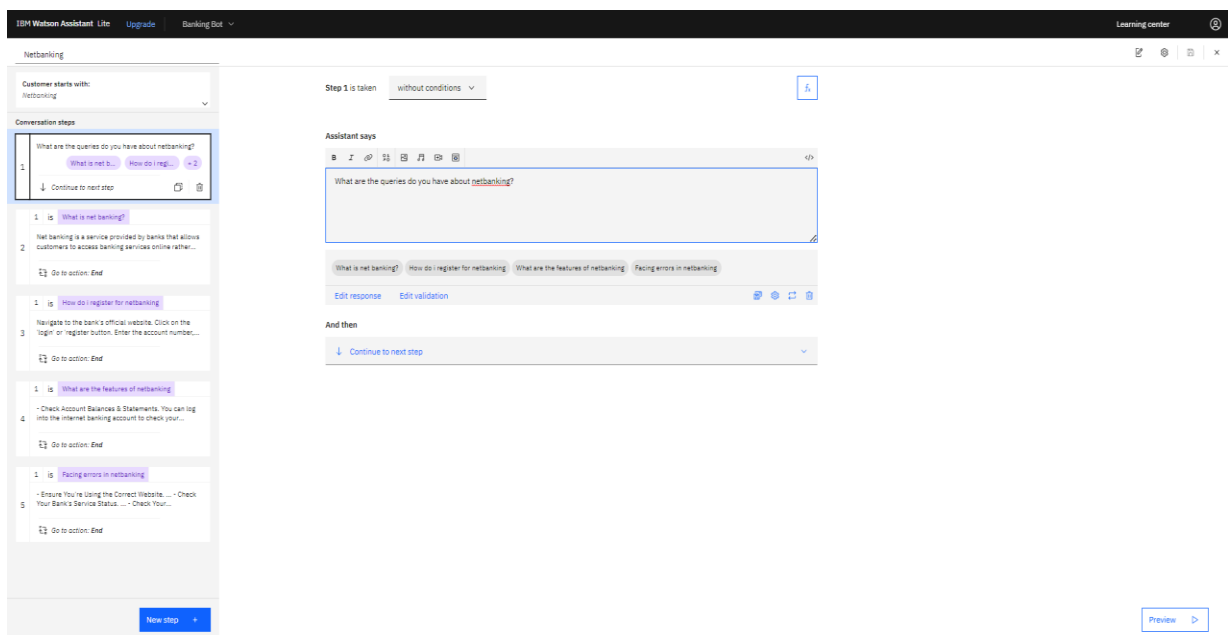 IBM Watson Assistant Lite Upgrade Banking Bot Learning center
Netbanking
Customer starts with:
Netbanking
Conversation steps
1
What are the queries do you have about netbanking?
What is net b... How do i regi... + 2
Continue to next step
2
1 is What is net banking?
Net banking is a service provided by banks that allows
customers to access banking services online rather...
Go to action: End
3
1 is How do i register for netbanking
Navigate to the bank's official website. Click on the
'login' or 'register button. Enter the account number,...
Go to action: End
4
1 is What are the features of netbanking
- Check Account Balances & Statements. You can log
into the internet banking account to check your...
Go to action: End
5
1 is Facing errors in netbanking
- Ensure You're Using the Correct Website. ... - Check
Your Bank's Service Status. ... - Check Your...
Go to action: End
New step +
Step 1 is taken without conditions
fx
Assistant says
B I </>
What are the queries do you have about netbanking?
What is net banking? How do i register for netbanking What are the features of netbanking Facing errors in netbanking
Edit response Edit validation
And then
Continue to next step
Preview